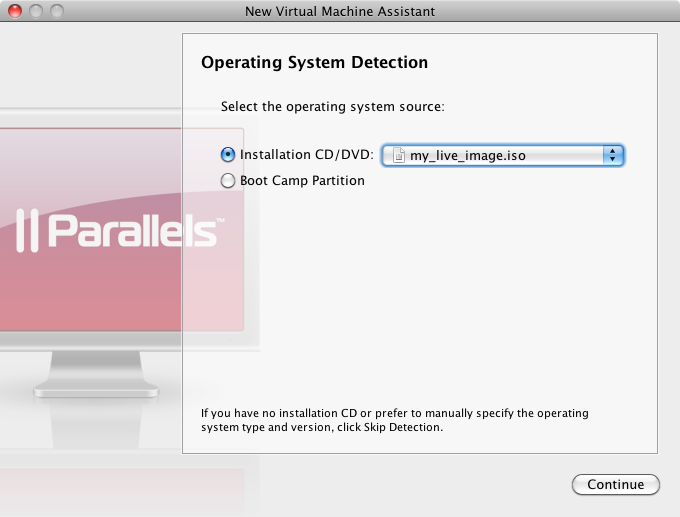 New Virtual Machine Assistant
Operating System Detection
Select the operating system source:
Installation CD/DVD:
my_live_image.iso
Boot Camp Partition
Parallels™
If you have no installation CD or prefer to manually specify the operating
system type and version, click Skip Detection.
Continue